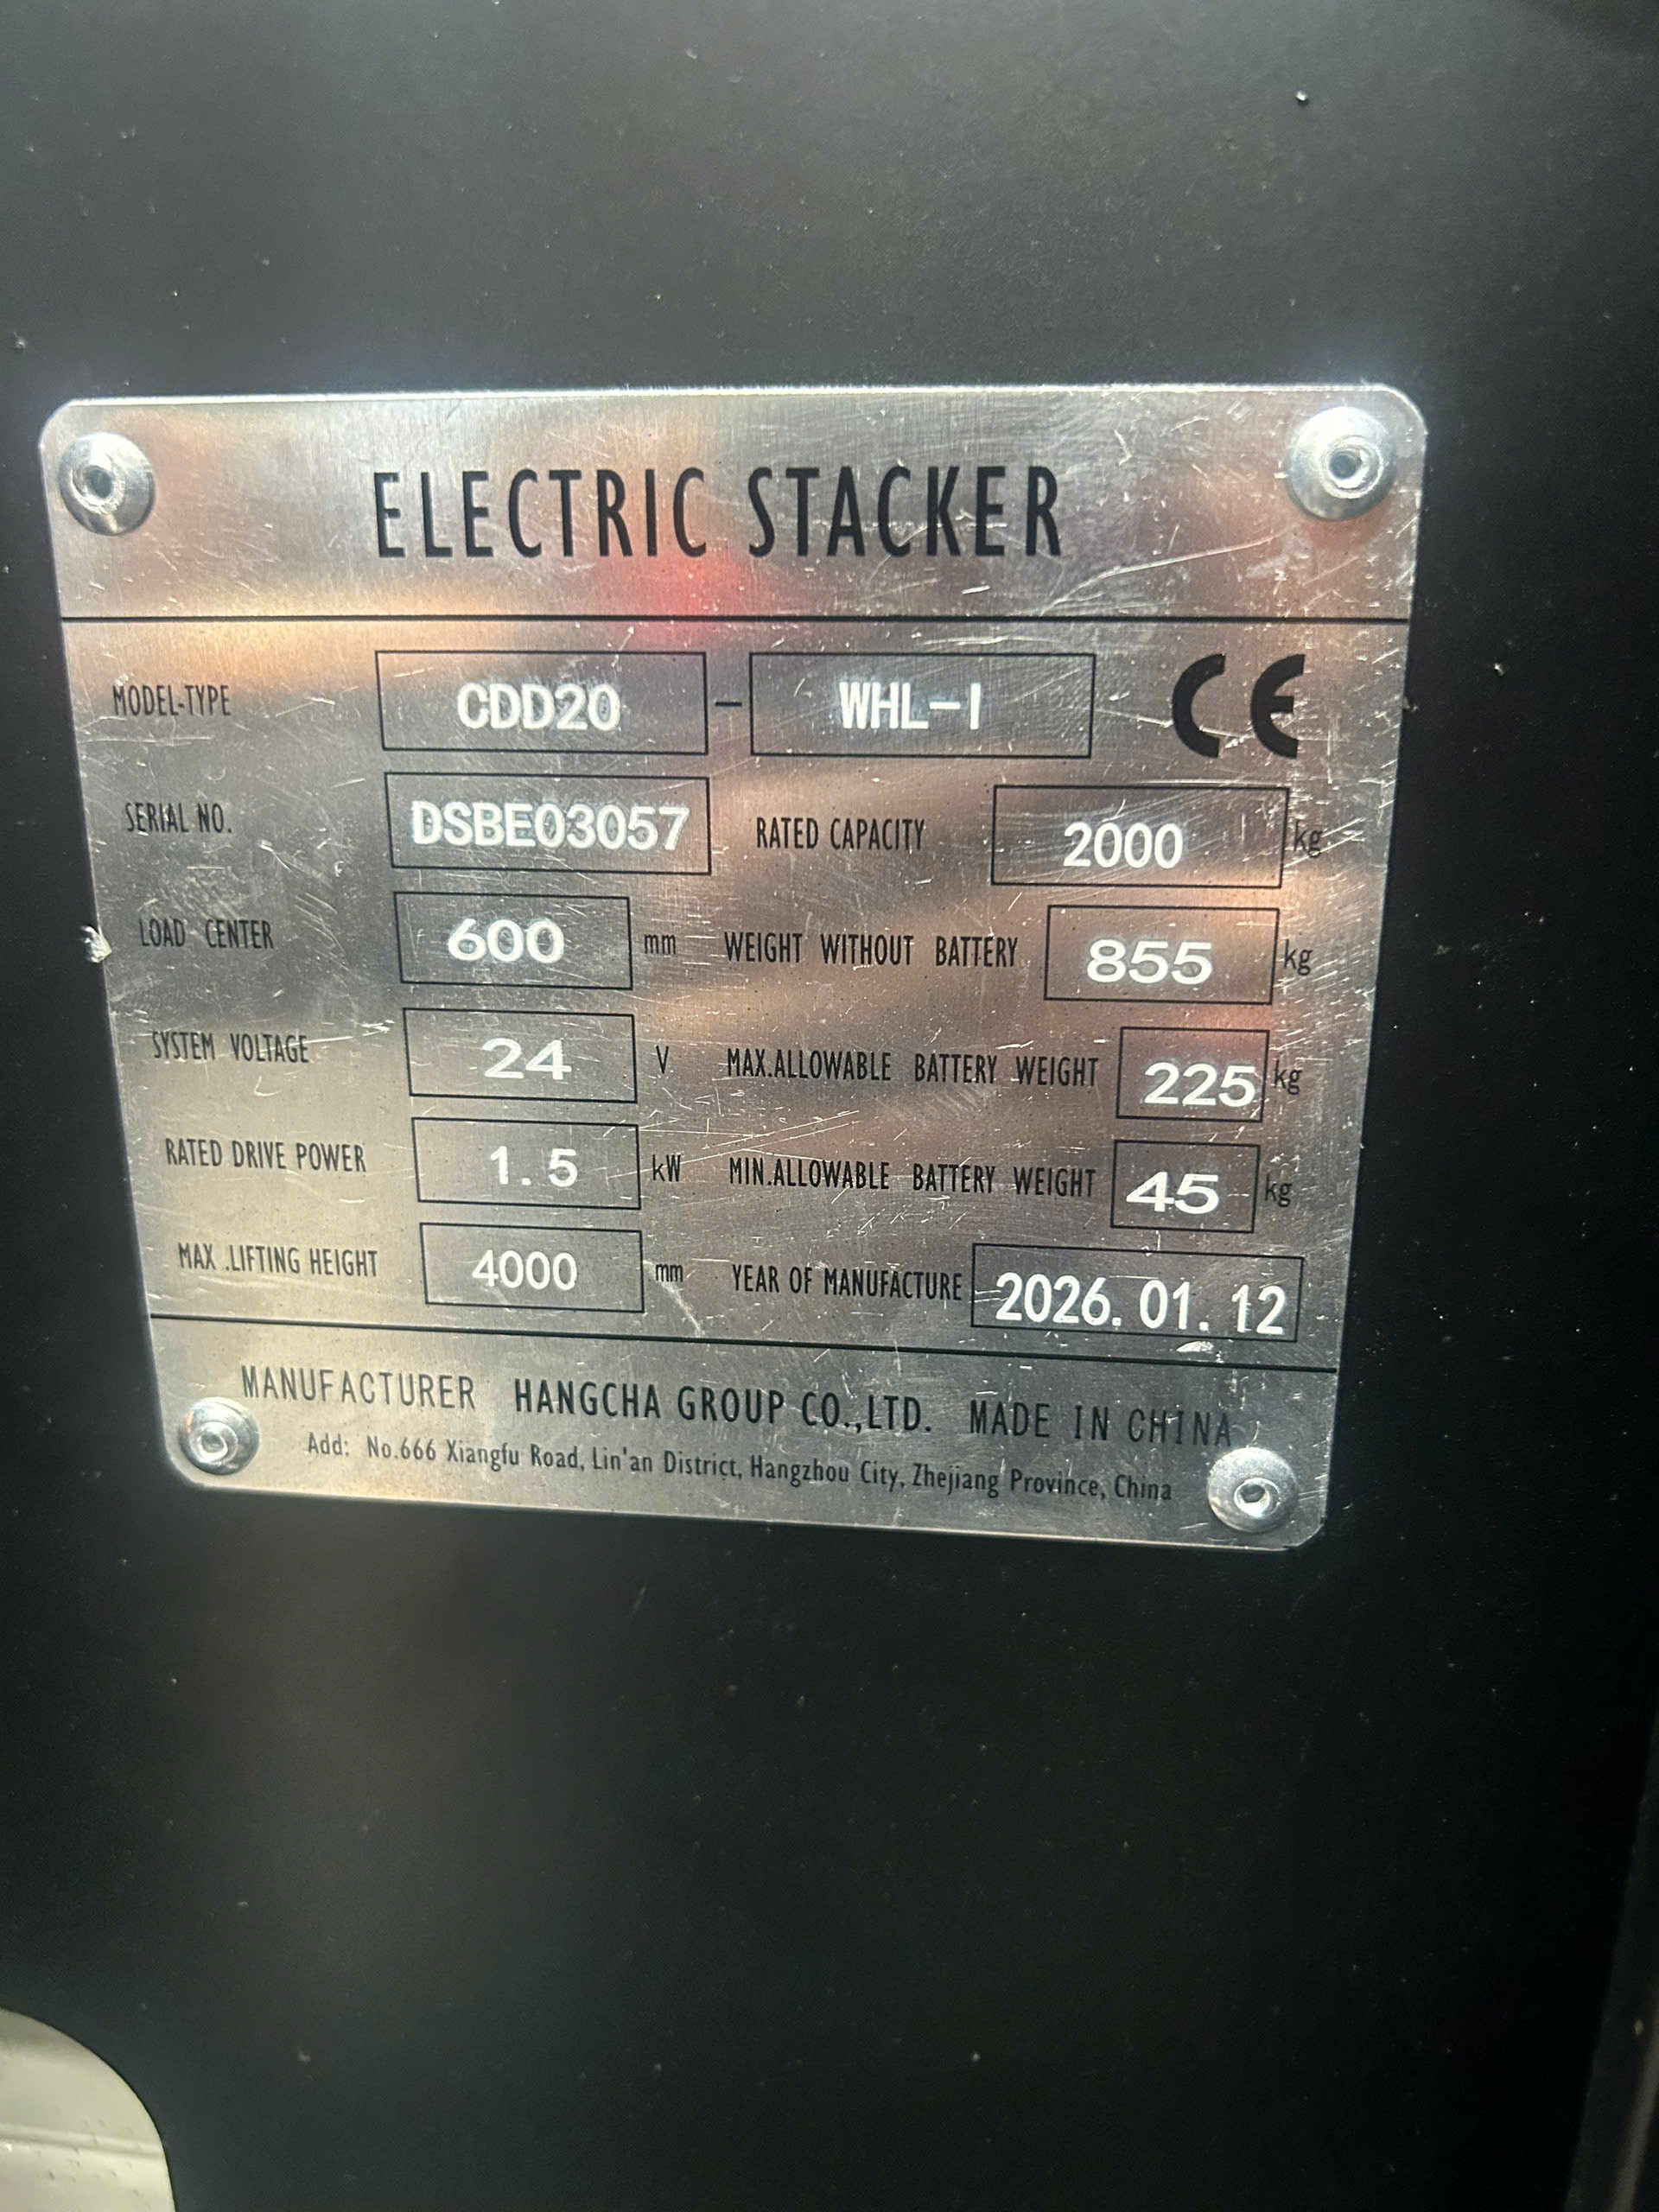 ELECTRIC STACKER
MODEL-TYPE CDD20 - WHL-I CE
SERIAL NO. DSBE03057 RATED CAPACITY 2000 kg
LOAD CENTER 600 mm WEIGHT WITHOUT BATTERY 855 kg
SYSTEM VOLTAGE 24 V MAX.ALLOWABLE BATTERY WEIGHT 225 kg
RATED DRIVE POWER 1.5 kW MIN.ALLOWABLE BATTERY WEIGHT 45 kg
MAX .LIFTING HEIGHT 4000 mm YEAR OF MANUFACTURE 2026.01.12
MANUFACTURER HANGCHA GROUP CO.,LTD. MADE IN CHINA
Add: No.666 Xiangfu Road, Lin'an District, Hangzhou City, Zhejiang Province, China